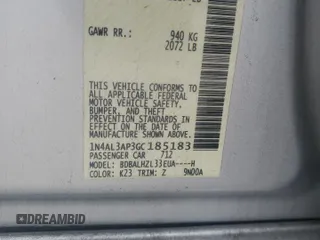 GAWR RR.: 940 KG
2072 LB
THIS VEHICLE CONFORMS TO ALL
APPLICABLE FEDERAL
MOTOR VEHICLE SAFETY,
BUMPER, AND THEFT
PREVENTION STANDARDS
IN EFFECT ON THE DATE OF
MANUFACTURE SHOWN ABOVE.
1N4AL3AP3GC185183
PASSENGER CAR 712
MODEL: BDBALHZL33EUA----H
COLOR: K23 TRIM: Z 9N00A
DREAMBID